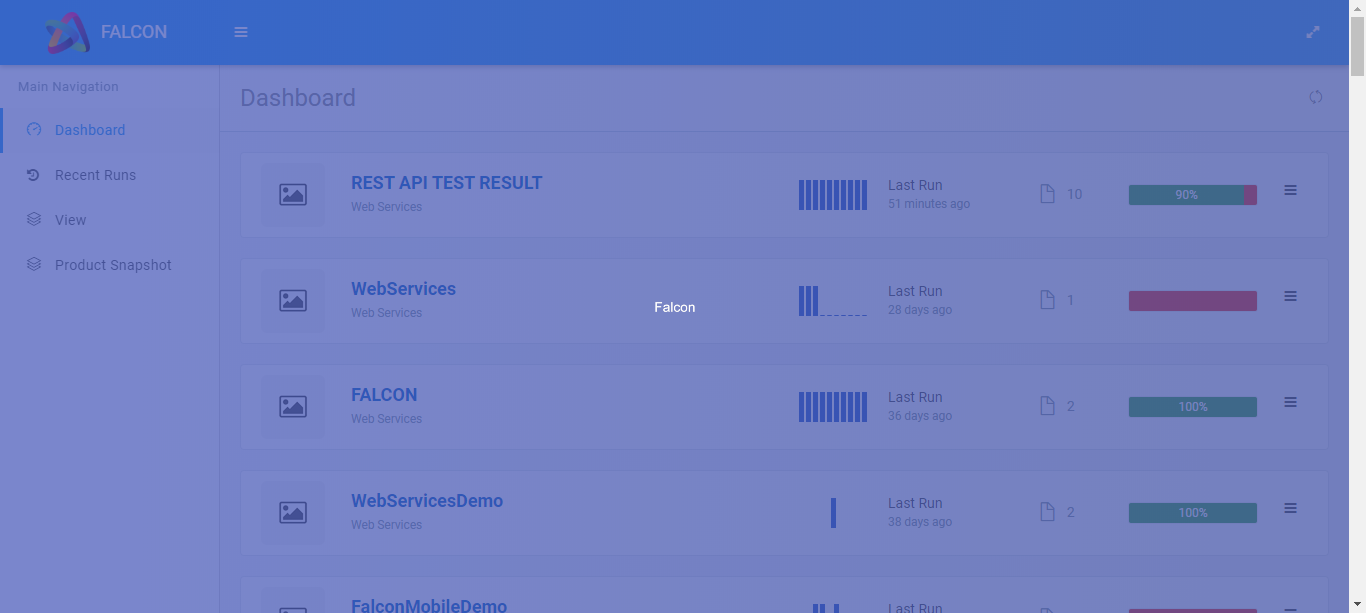 FALCON
Main Navigation
Dashboard
Recent Runs
View
Product Snapshot
Dashboard
REST API TEST RESULT
Web Services
Last Run
51 minutes ago
10
90%
WebServices
Web Services
Last Run
28 days ago
1
Falcon
FALCON
Web Services
Last Run
36 days ago
2
100%
WebServicesDemo
Web Services
Last Run
38 days ago
2
100%
FalconMobileDemo
Last Run